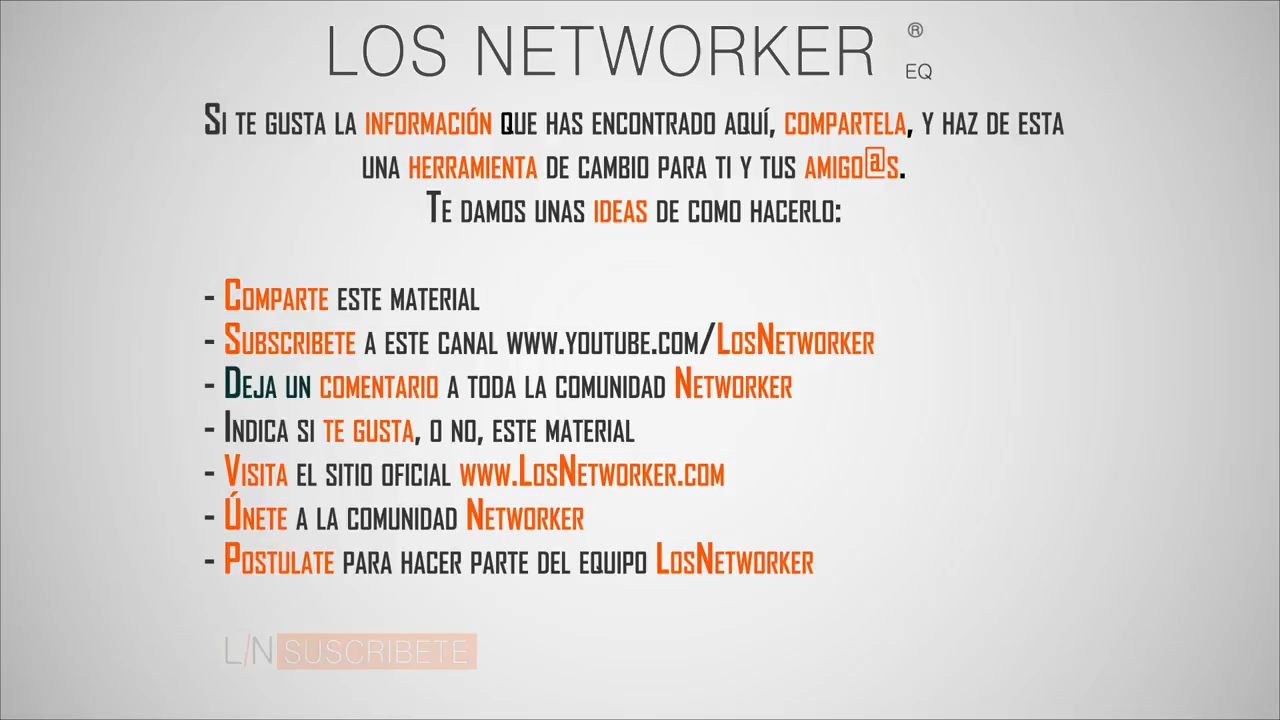 LOS NETWORKER ®
EQ
Si te gusta la información que has encontrado aquí, compartela, y haz de esta
una herramienta de cambio para ti y tus amigo@s.
Te damos unas ideas de como hacerlo:
- Comparte este material
- Subscribete a este canal www.youtube.com/LosNetworker
- Deja un comentario a toda la comunidad Networker
- Indica si te gusta, o no, este material
- Visita el sitio oficial www.LosNetworker.com
- Únete a la comunidad Networker
- Postulate para hacer parte del equipo LosNetworker
L/N SUSCRIBETE